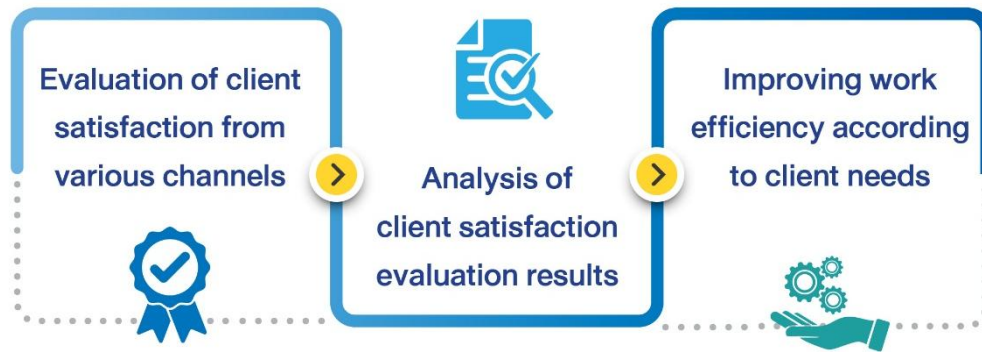 Evaluation of client
satisfaction from
various channels
Analysis of
client satisfaction
evaluation results
Improving work
efficiency according
to client needs